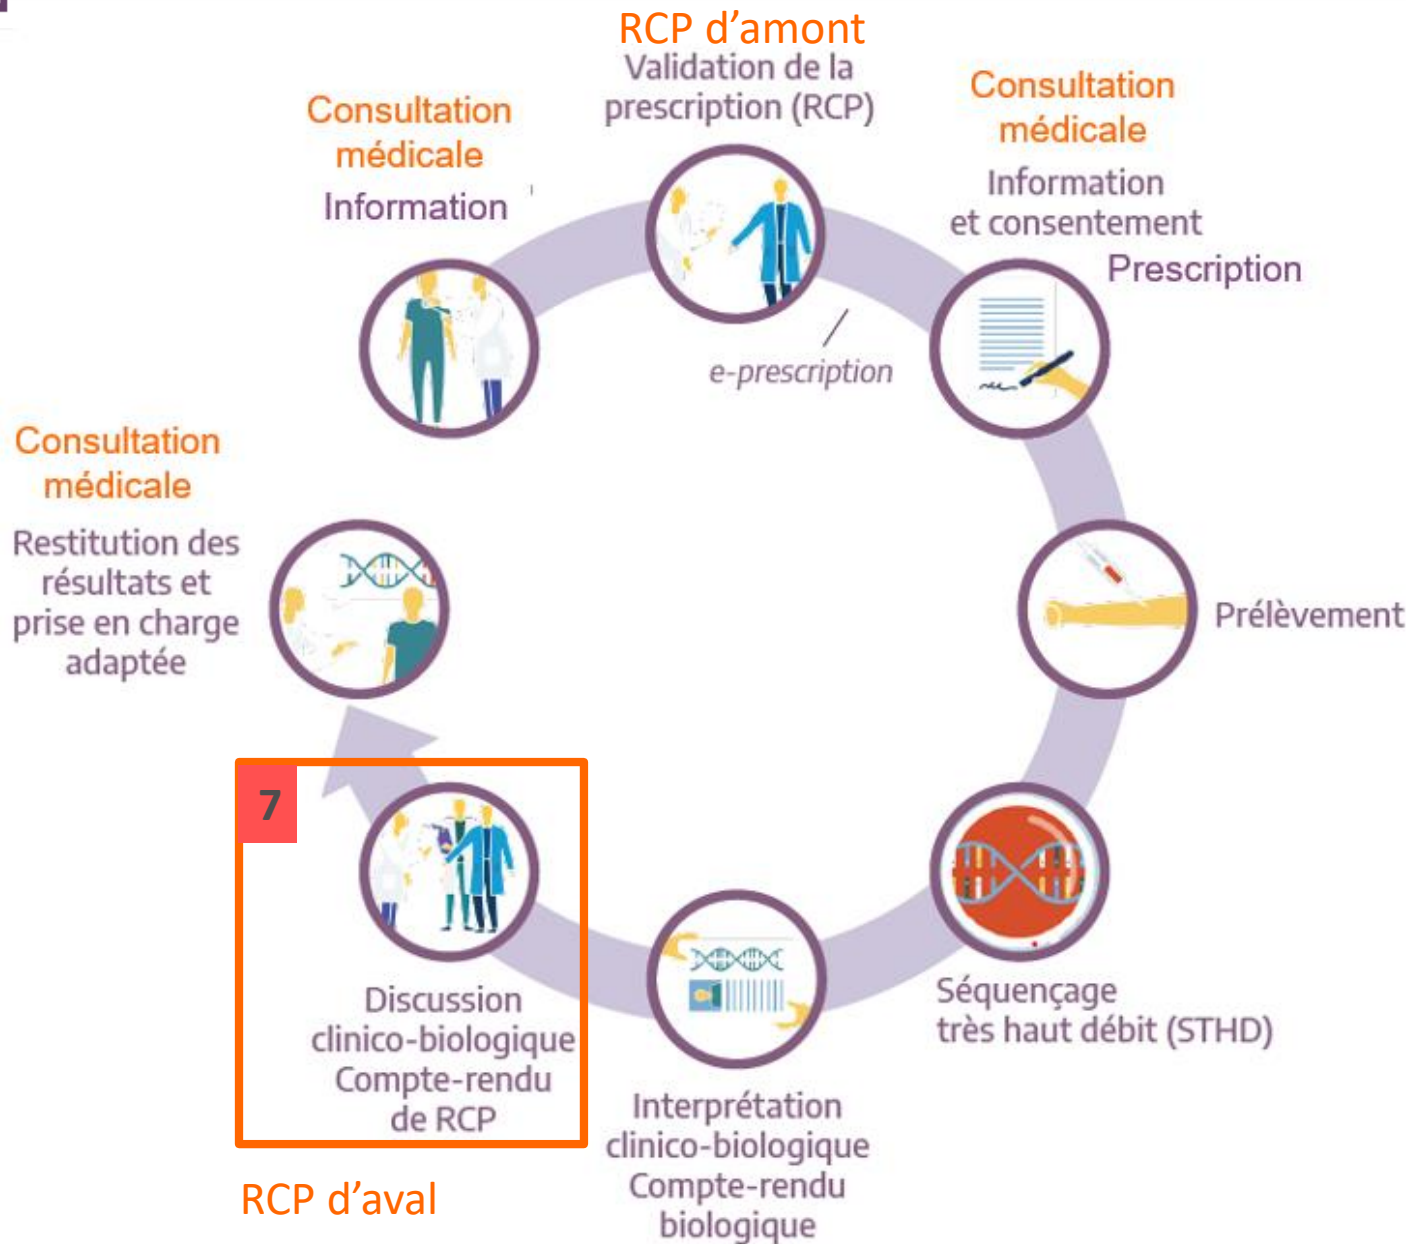 RCP d’amont
Validation de la
prescription (RCP)
Consultation
médicale
Information
Consultation
médicale
Information
et consentement
Prescription
e-prescription
Prélèvement
Séquençage
très haut débit (STHD)
Interprétation
clinico-biologique
Compte-rendu
biologique
7
Discussion
clinico-biologique
Compte-rendu
de RCP
RCP d’aval
Consultation
médicale
Restitution des
résultats et
prise en charge
adaptée